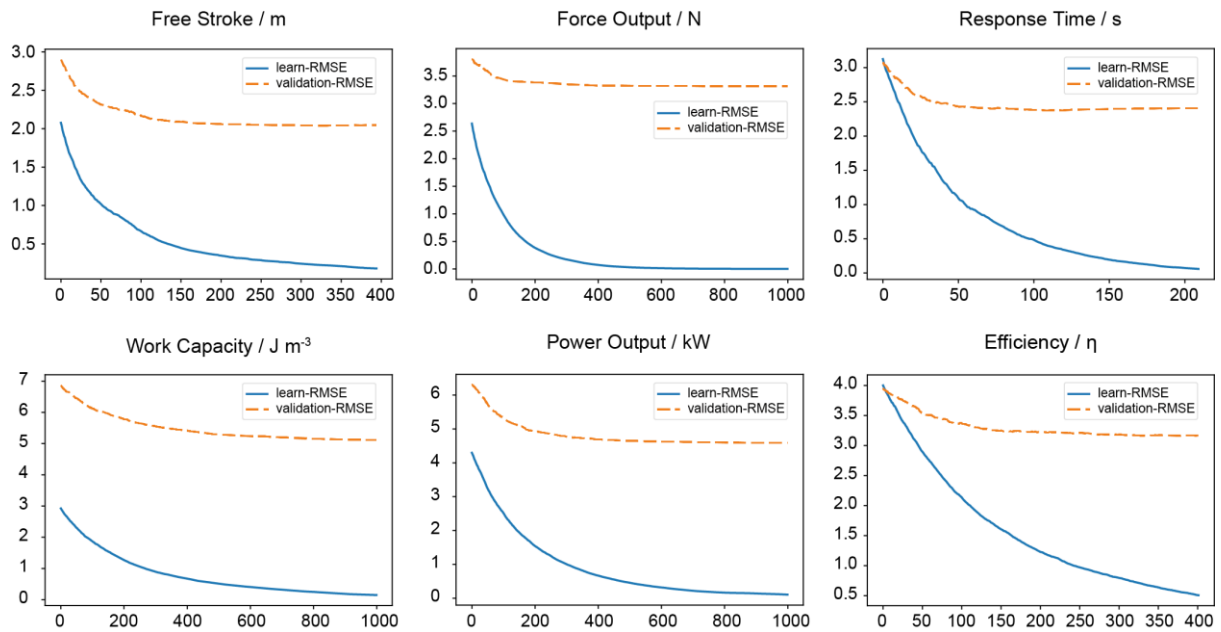 Free Stroke / m
3.0
2.5
2.0
1.5
1.0
0.5
learn-RMSE
validation-RMSE
0 50 100 150 200 250 300 350 400
Force Output / N
3.5
3.0
2.5
2.0
1.5
1.0
0.5
0.0
learn-RMSE
validation-RMSE
0 200 400 600 800 1000
Response Time / s
3.0
2.5
2.0
1.5
1.0
0.5
0.0
learn-RMSE
validation-RMSE
0 50 100 150 200
Work Capacity / J m⁻³
7
6
5
4
3
2
1
0
learn-RMSE
validation-RMSE
0 200 400 600 800 1000
Power Output / kW
6
5
4
3
2
1
0
learn-RMSE
validation-RMSE
0 200 400 600 800 1000
Efficiency / η
4.0
3.5
3.0
2.5
2.0
1.5
1.0
0.5
learn-RMSE
validation-RMSE
0 50 100 150 200 250 300 350 400